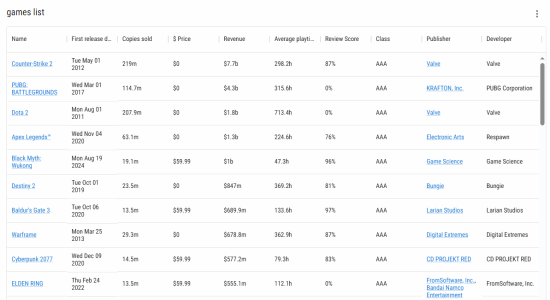 games list
Name First release d... Copies sold $ Price Revenue Average playti... Review Score Class Publisher Developer
Counter-Strike 2 Tue May 01 2012 219m $0 $7.7b 298.2h 87% AAA Valve Valve
PUBG: BATTLEGROUNDS Wed Mar 01 2017 114.7m $0 $4.3b 315.6h 0% AAA KRAFTON, Inc. PUBG Corporation
Dota 2 Mon Aug 01 2011 207.9m $0 $1.8b 713.4h 0% AAA Valve Valve
Apex Legends™ Wed Nov 04 2020 63.1m $0 $1.3b 224.6h 76% AAA Electronic Arts Respawn
Black Myth: Wukong Mon Aug 19 2024 19.1m $59.99 $1b 47.3h 96% AAA Game Science Game Science
Destiny 2 Tue Oct 01 2019 23.5m $0 $847m 369.2h 81% AAA Bungie Bungie
Baldur's Gate 3 Tue Oct 06 2020 13.5m $59.99 $689.9m 133.6h 97% AAA Larian Studios Larian Studios
Warframe Mon Mar 25 2013 29.3m $0 $678.8m 362.9h 87% AAA Digital Extremes Digital Extremes
Cyberpunk 2077 Wed Dec 09 2020 14.5m $59.99 $577.2m 79.3h 83% AAA CD PROJEKT RED CD PROJEKT RED
ELDEN RING Thu Feb 24 2022 13.5m $59.99 $555.1m 112.1h 0% AAA FromSoftware, Inc., Bandai Namco Entertainment FromSoftware, Inc.